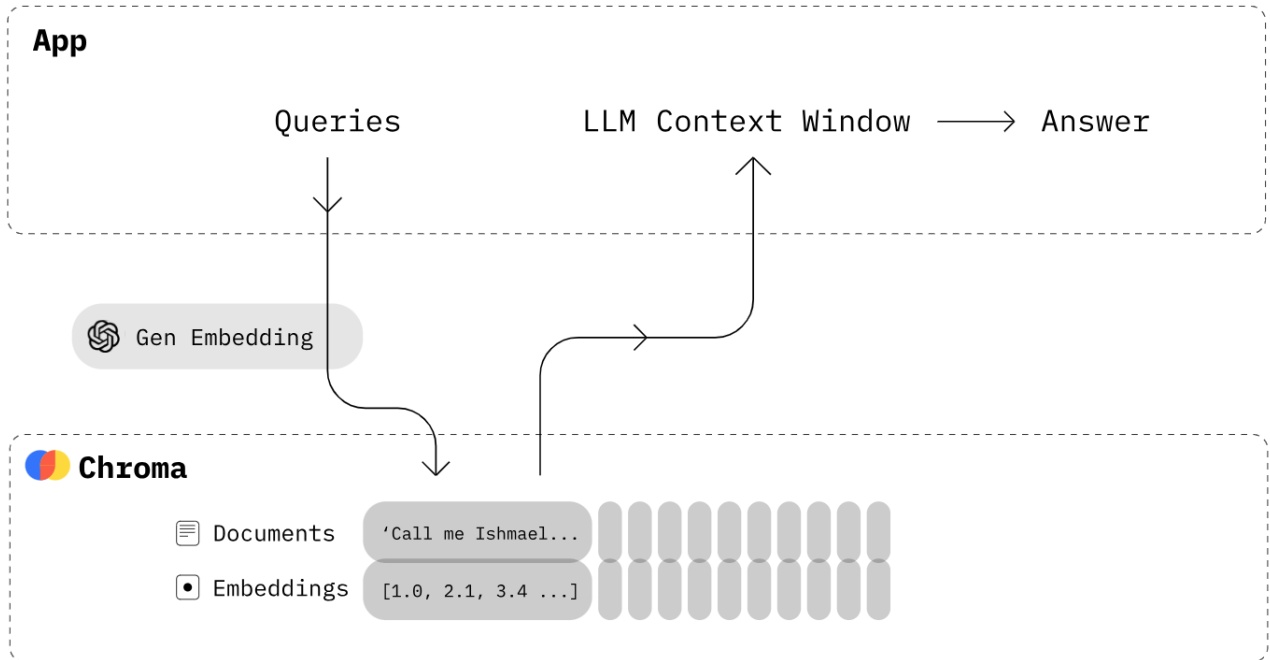 App
Queries
LLM Context Window
Answer
Gen Embedding
Chroma
Documents
‘Call me Ishmael...
Embeddings
[1.0, 2.1, 3.4 ...]